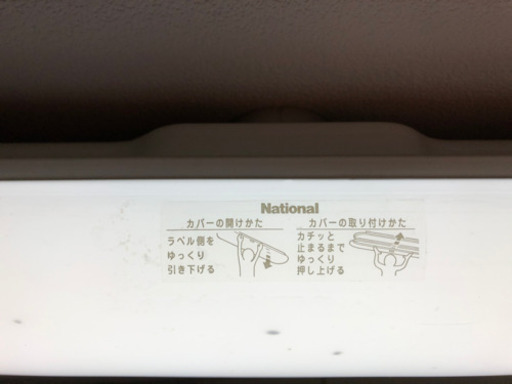 National
カバーの開けかた
ラベル側を
ゆっくり
引き下げる
カバーの取り付けかた
カチッと
止まるまで
ゆっくり
押し上げる